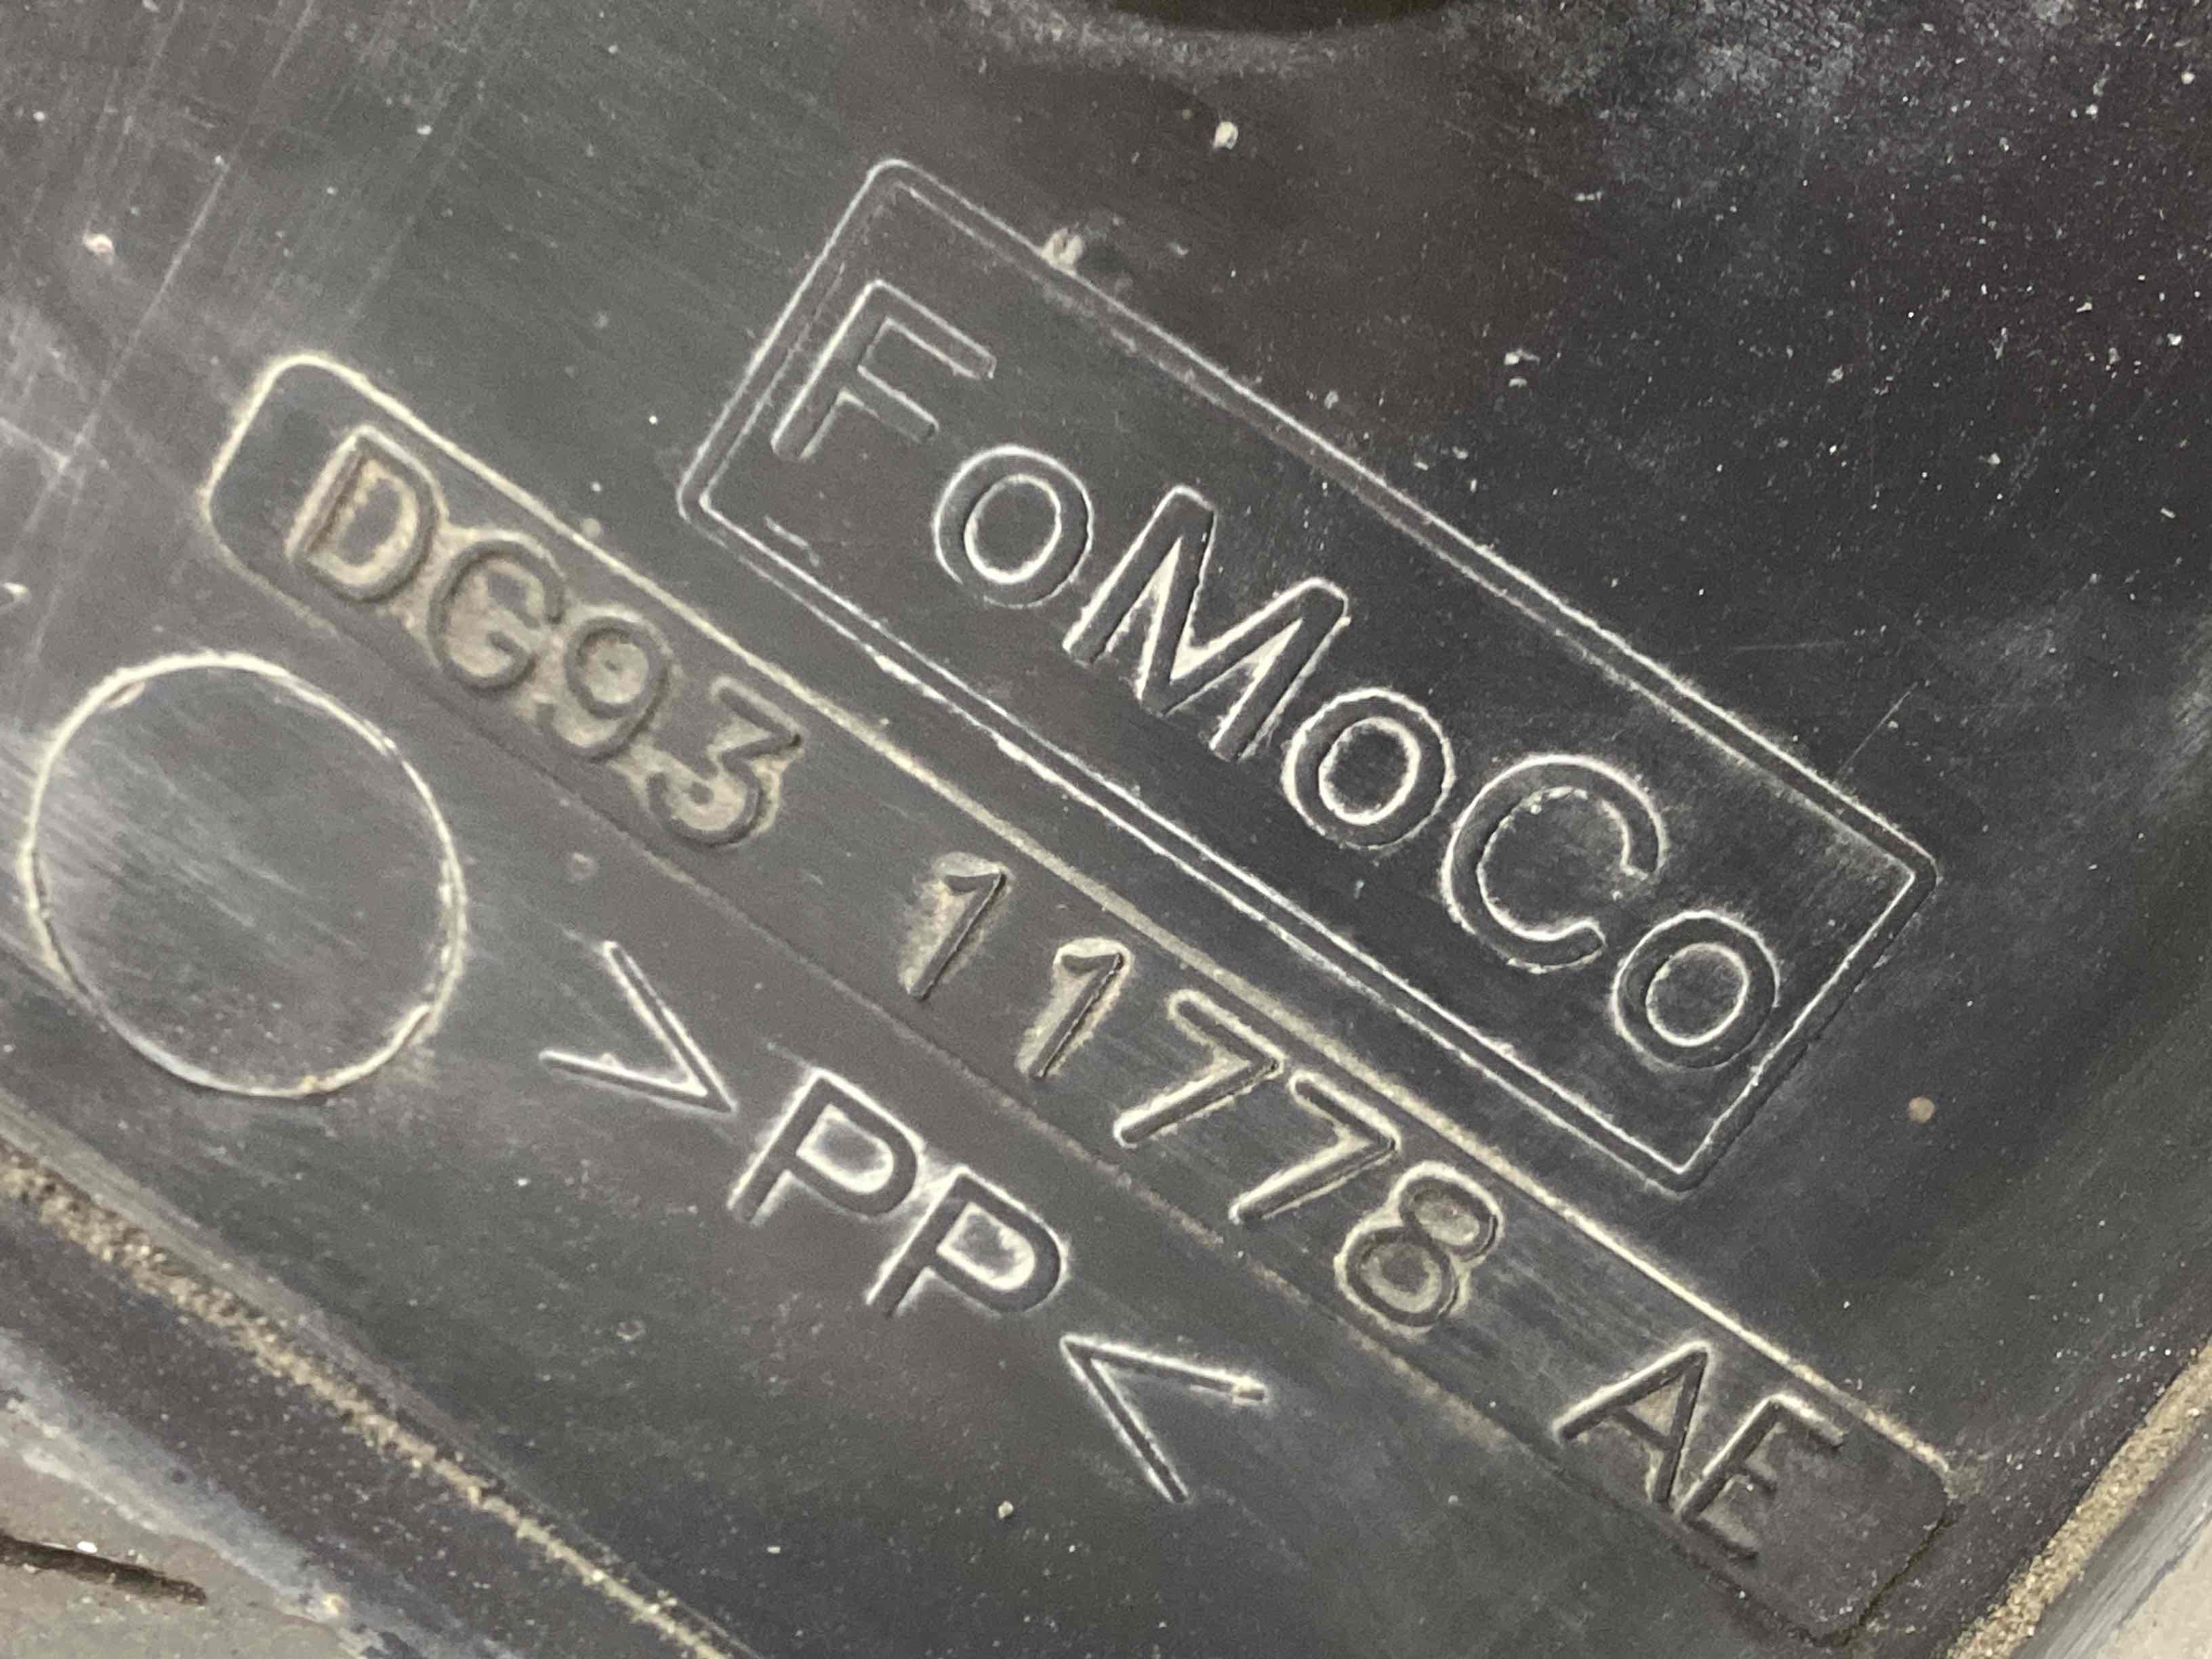 FoMoCo
DG93 11778 AE
>PP<